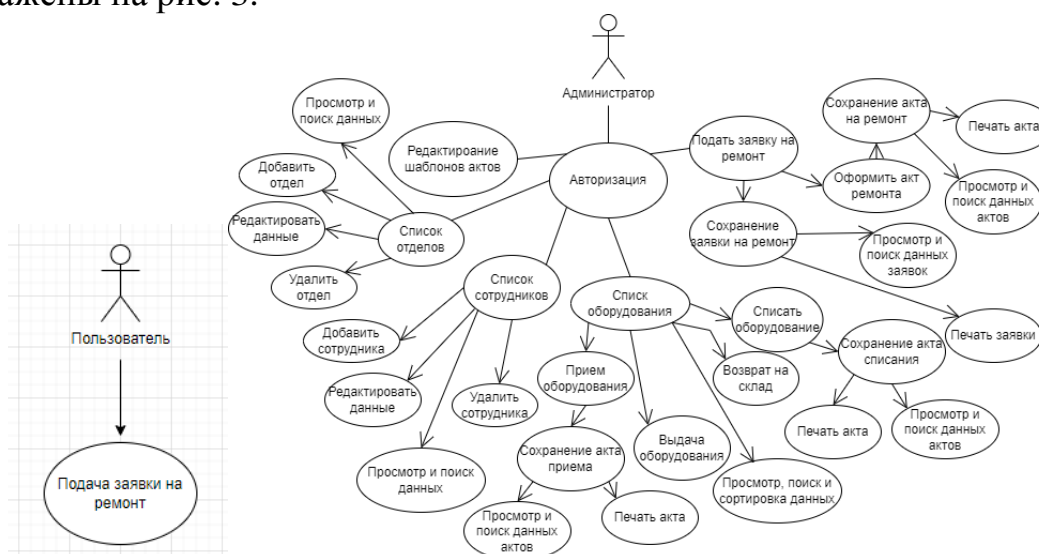 ажены на рис. 3.
Администратор
Просмотр и
поиск данных
Редактироание
шаблонов актов
Авторизация
Подать заявку на
ремонт
Сохранение акта
на ремонт
Печать акта
Добавить
отдел
Оформить акт
ремонта
Просмотр и
поиск данных
актов
Редактировать
данные
Список
отделов
Сохранение
заявки на ремонт
Просмотр и
поиск данных
заявок
Удалить
отдел
Список
сотрудников
Списк
оборудования
Списать
оборудование
Печать заявки
Пользователь
Добавить
сотрудника
Сохранение акта
списания
Прием
оборудования
Возврат на
склад
Редактировать
данные
Удалить
сотрудника
Просмотр и
поиск данных
актов
Печать акта
Выдача
оборудования
Сохранение акта
приема
Просмотр и поиск
данных
Просмотр, поиск и
сортировка данных
Подача заявки на
ремонт
Просмотр и
поиск данных
актов
Печать акта